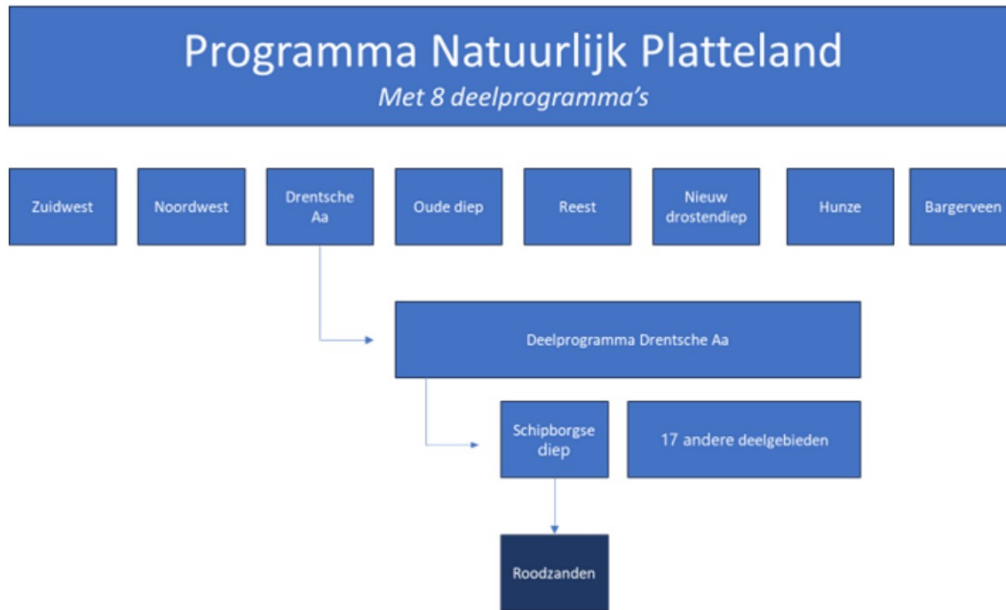 Programma Natuurlijk Platteland
Met 8 deelprogramma's
Zuidwest
Noordwest
Drentsche
Aa
Oude diep
Reest
Nieuw
drostendiep
Hunze
Bargerveen
Deelprogramma Drentsche Aa
Schipborgse
diep
17 andere deelgebieden
Roodzanden